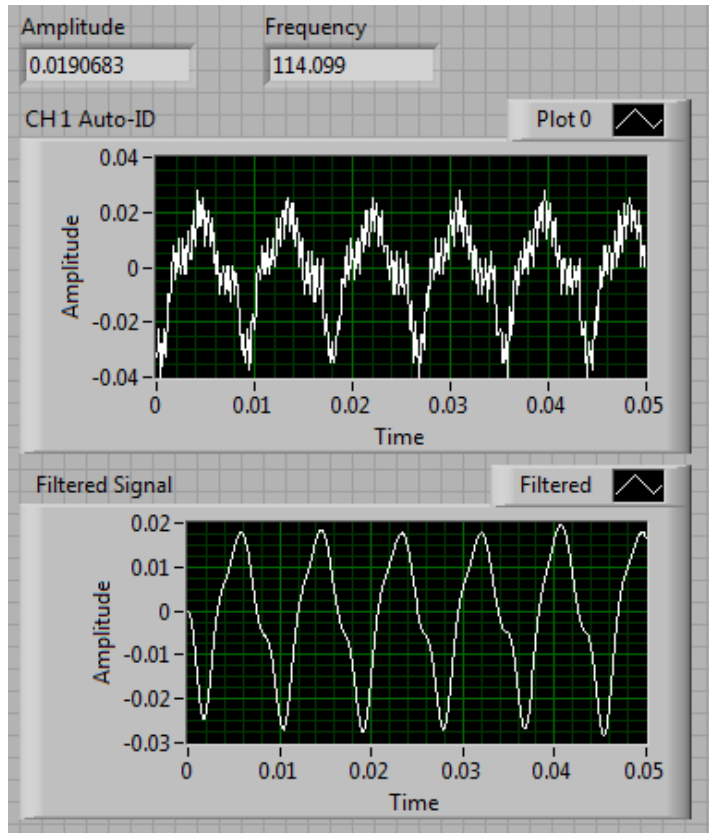 Amplitude Frequency
0.0190683 114.099
CH 1 Auto-ID Plot 0
0.04
0.02
0
-0.02
-0.04
Amplitude
0 0.01 0.02 0.03 0.04 0.05
Time
Filtered Signal Filtered
0.02
0.01
0
-0.01
-0.02
-0.03
Amplitude
0 0.01 0.02 0.03 0.04 0.05
Time